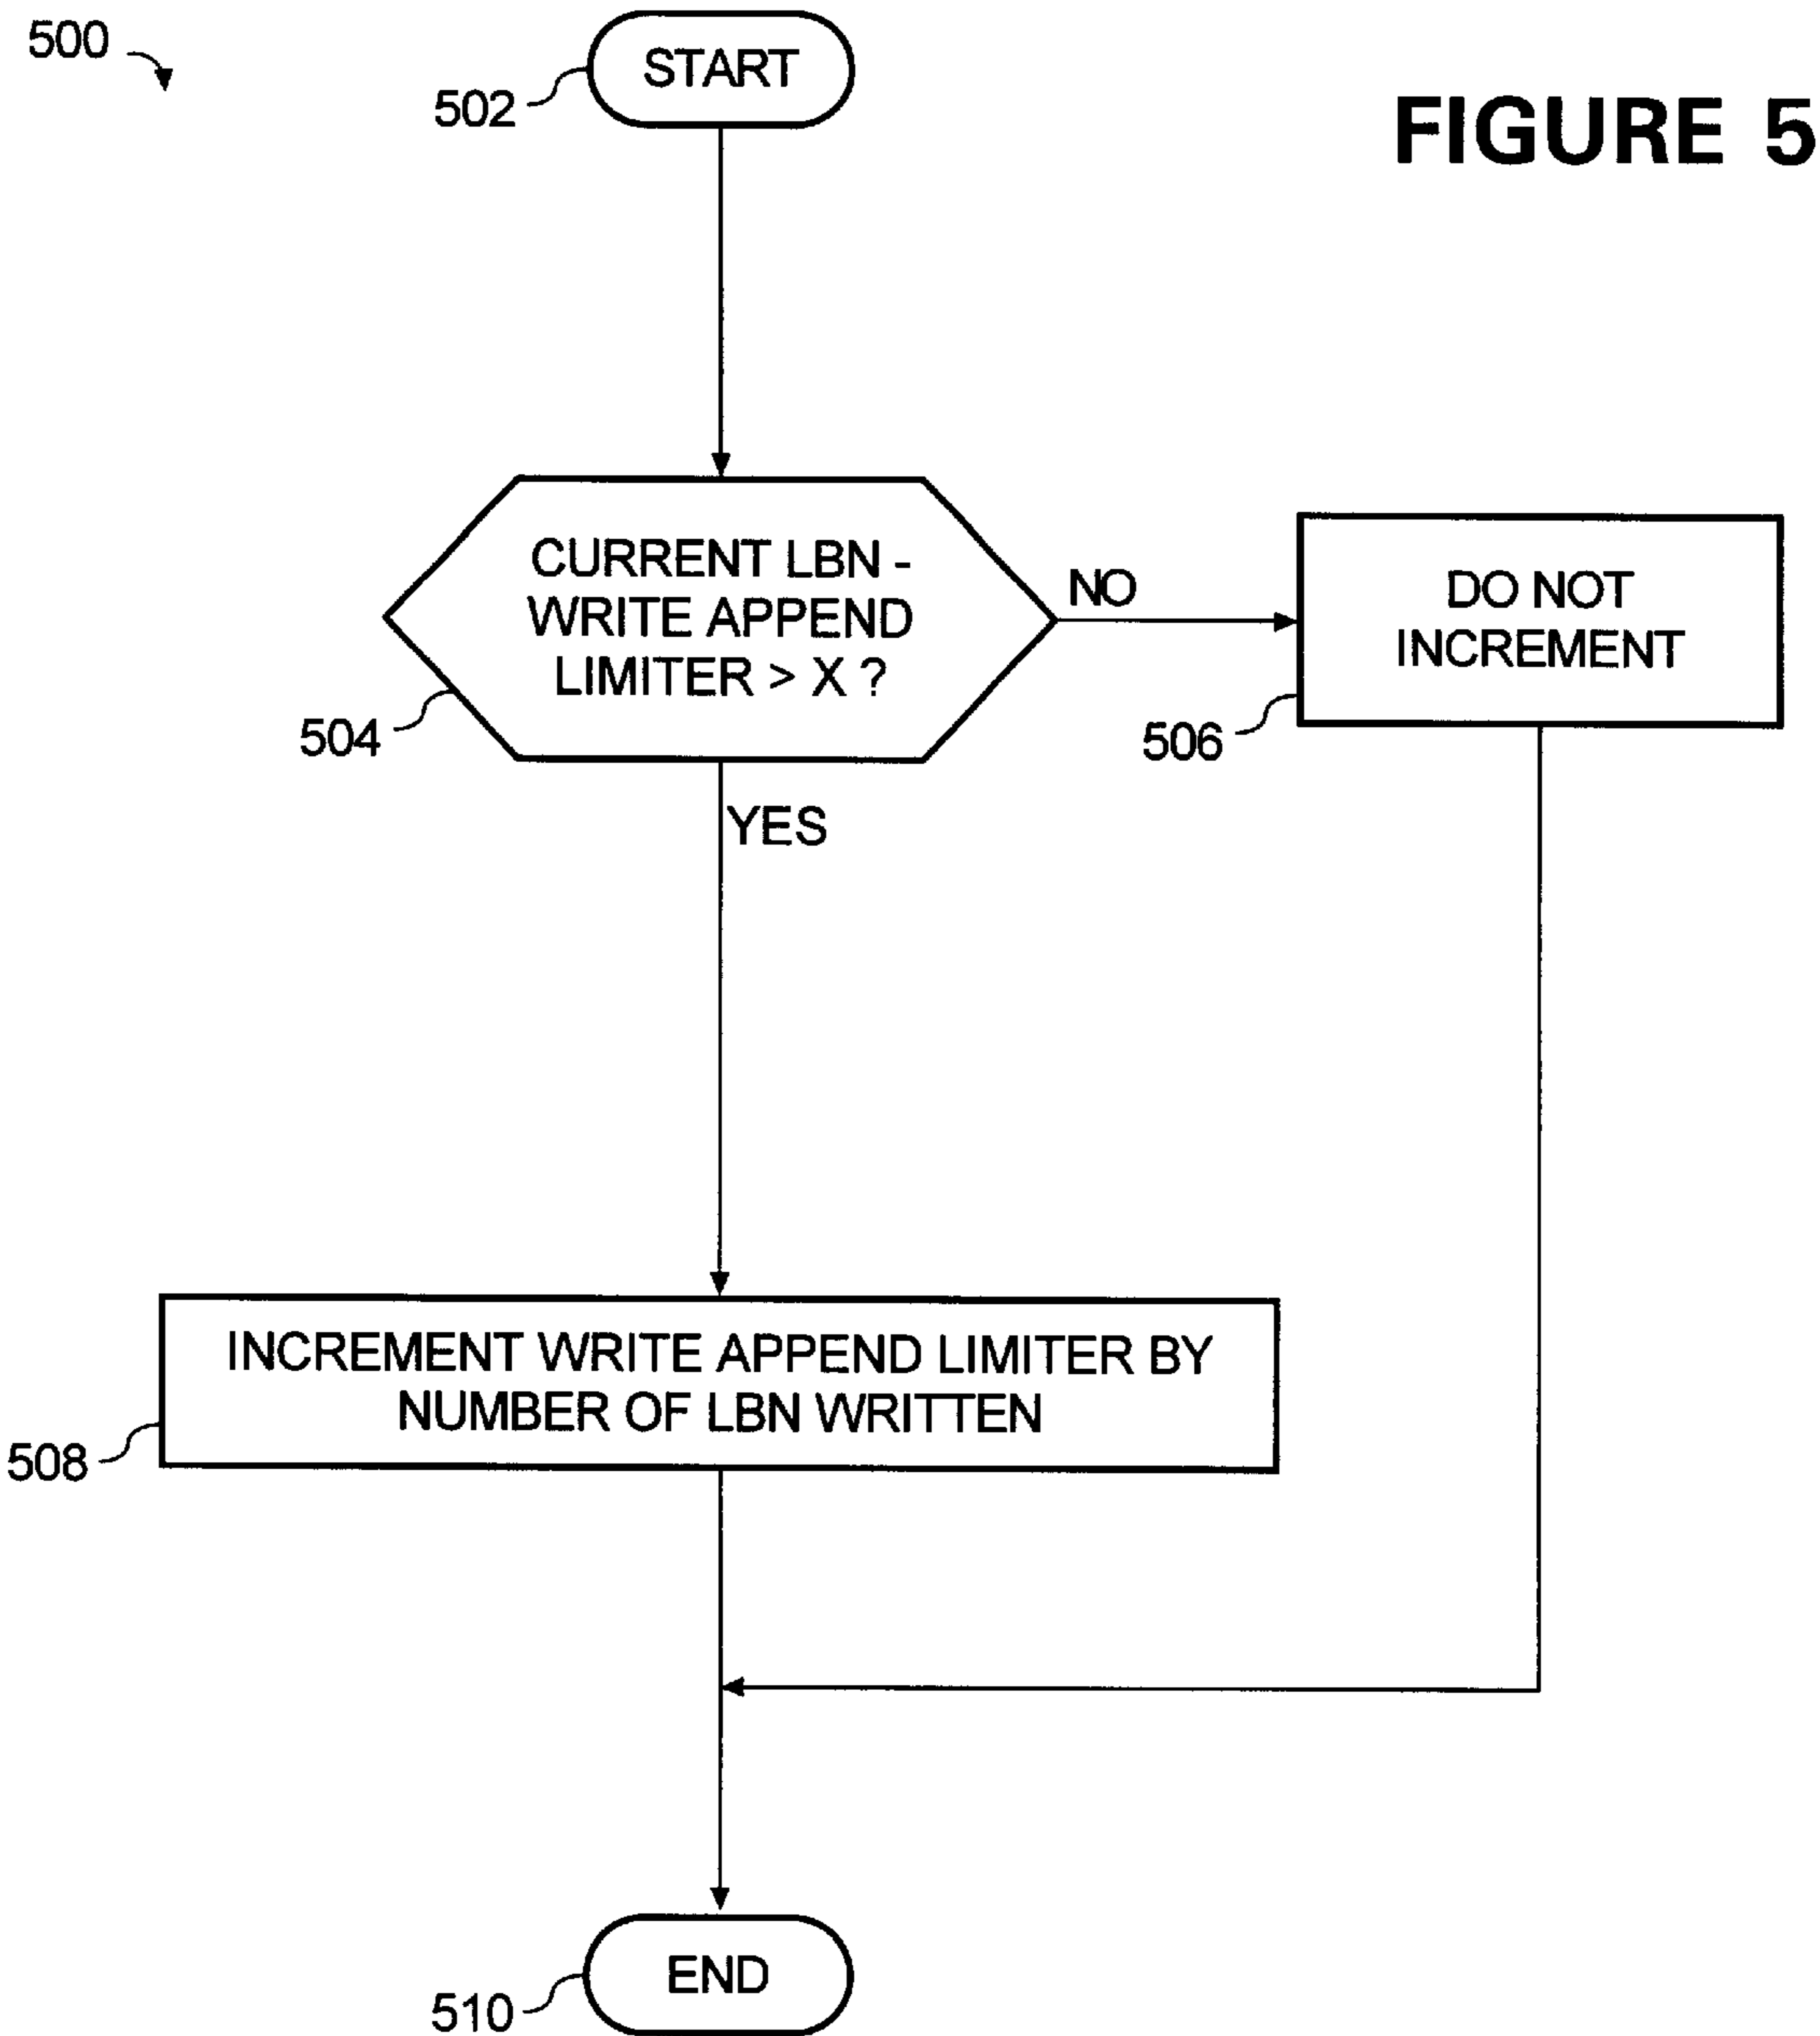 500
START
502
FIGURE 5
CURRENT LBN -
WRITE APPEND
LIMITER > X ?
504
NO
DO NOT
INCREMENT
506
YES
INCREMENT WRITE APPEND LIMITER BY
NUMBER OF LBN WRITTEN
508
END
510